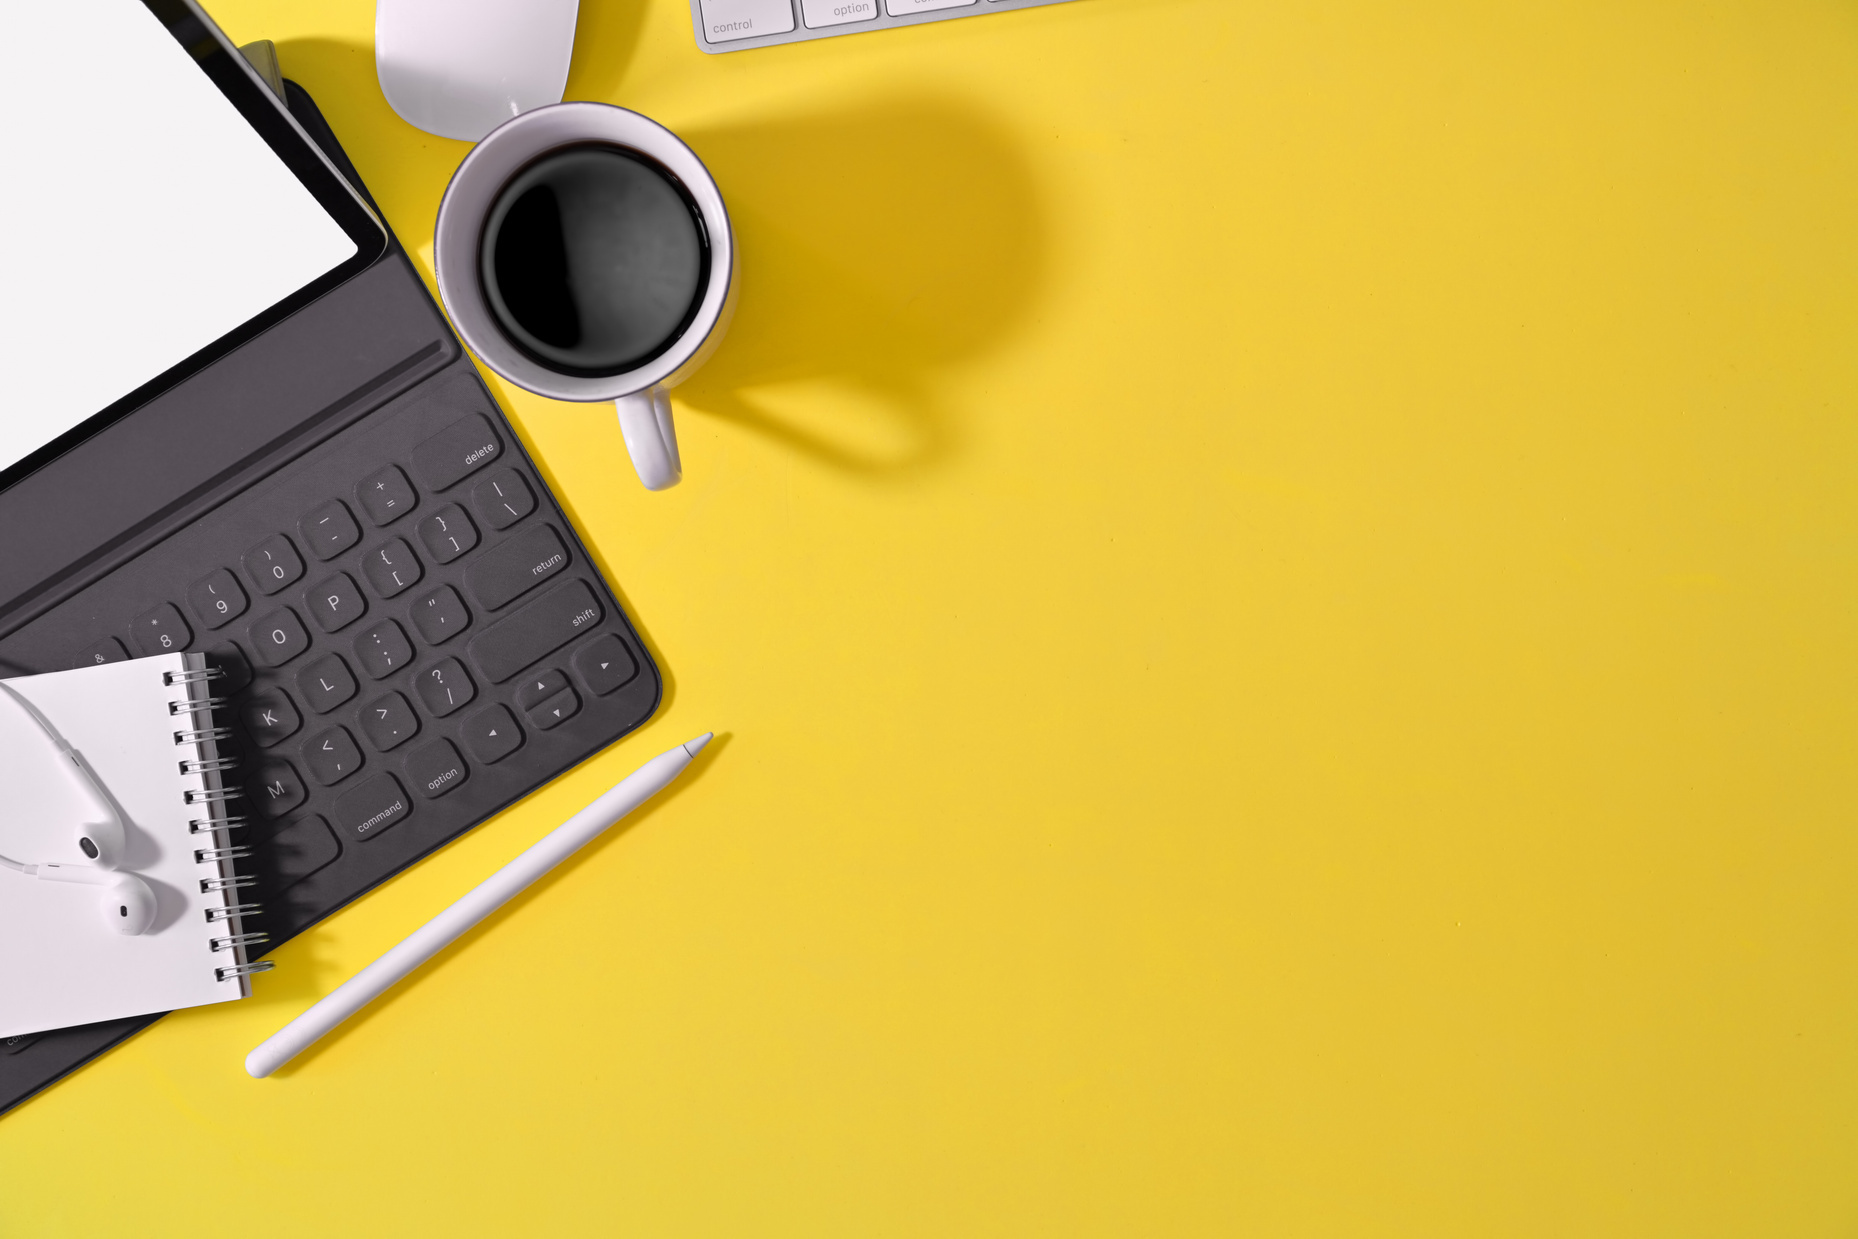 control
option
delete
+
=
_
-
)
0
(
9
*
8
&
|
\
}
]
{
[
P
O
return
"
'
:
;
L
K
shift
?
/
>
.
<
,
M
option
command